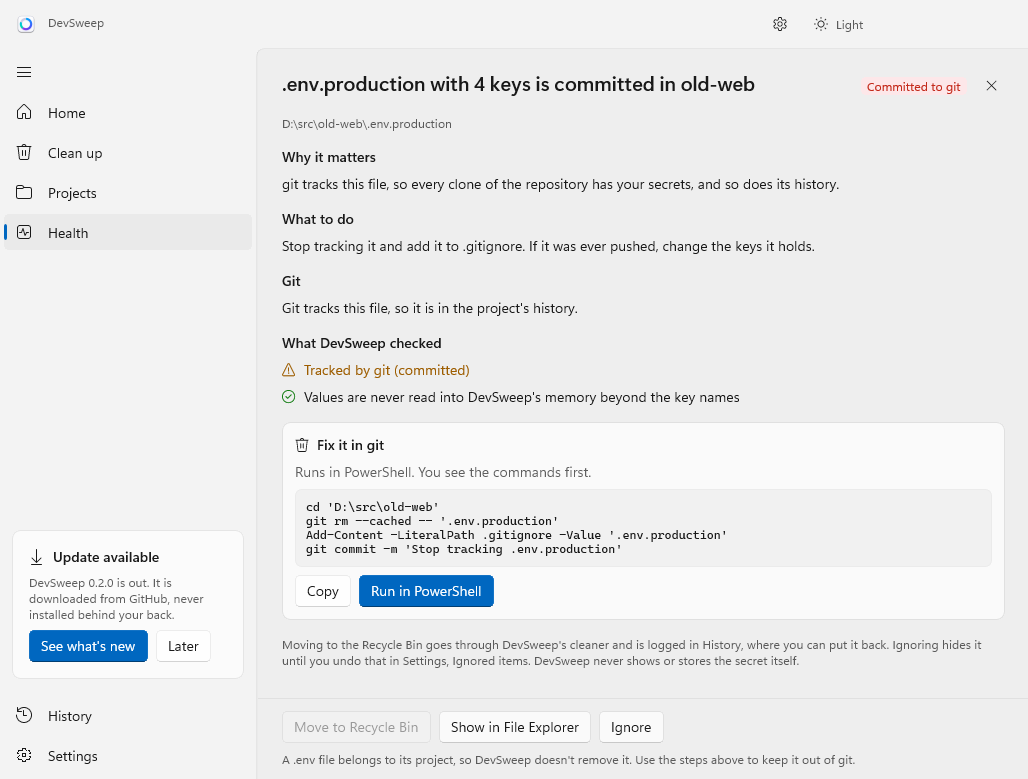 DevSweep
Light
Home
Clean up
Projects
Health
.env.production with 4 keys is committed in old-web
Committed to git
D:\src\old-web\.env.production
Why it matters
git tracks this file, so every clone of the repository has your secrets, and so does its history.
What to do
Stop tracking it and add it to .gitignore. If it was ever pushed, change the keys it holds.
Git
Git tracks this file, so it is in the project's history.
What DevSweep checked
Tracked by git (committed)
Values are never read into DevSweep's memory beyond the key names
Fix it in git
Runs in PowerShell. You see the commands first.
cd 'D:\src\old-web'
git rm --cached -- '.env.production'
Add-Content -LiteralPath .gitignore -Value '.env.production'
git commit -m 'Stop tracking .env.production'
Copy
Run in PowerShell
Moving to the Recycle Bin goes through DevSweep's cleaner and is logged in History, where you can put it back. Ignoring hides it
until you undo that in Settings, Ignored items. DevSweep never shows or stores the secret itself.
Move to Recycle Bin
Show in File Explorer
Ignore
A .env file belongs to its project, so DevSweep doesn't remove it. Use the steps above to keep it out of git.
Update available
DevSweep 0.2.0 is out. It is
downloaded from GitHub, never
installed behind your back.
See what's new
Later
History
Settings